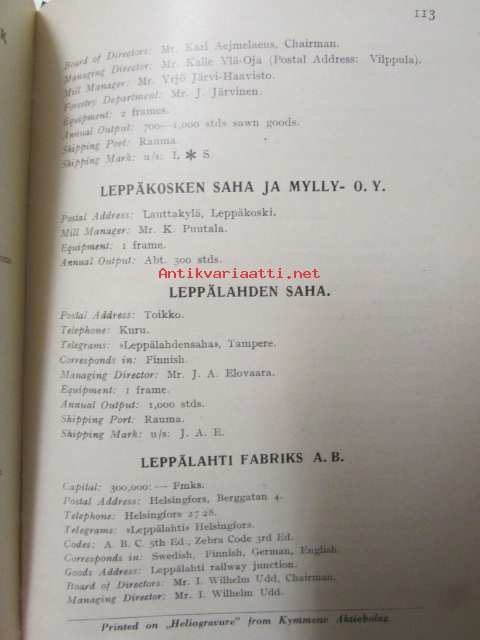 113
Board of Directors: Mr. Karl Aejmelaeus, Chairman.
Managing Director: Mr. Kalle Ylä-Oja (Postal Address: Vilppula).
Mill Manager: Mr. Yrjö Järvi-Haavisto.
Forestry Department: Mr. J. Järvinen.
Equipment: 2 frames.
Annual Output: 700—1,000 stds sawn goods.
Shipping Port: Rauma.
Shipping Mark: u/s: L ✱ S.
LEPPÄKOSKEN SAHA JA MYLLY- O. Y.
Postal Address: Lauttakylä, Leppäkoski.
Mill Manager: Mr. K. Puutala.
Equipment: 1 frame.
Annual Output: Abt. 300 stds.
Antikvariaatti.net
LEPPÄLAHDEN SAHA.
Postal Address: Toikko.
Telephone: Kuru.
Telegrams: »Leppälahdensaha», Tampere.
Corresponds in: Finnish.
Managing Director: Mr. J. A. Elovaara.
Equipment: 1 frame.
Annual Output: 1,000 stds.
Shipping Port: Rauma.
Shipping Mark: u/s: J. A. E.
LEPPÄLAHTI FABRIKS A. B.
Capital: 300,000:— Fmks.
Postal Address: Helsingfors, Berggatan 4.
Telephone: Helsingfors 27 28.
Telegrams: »Leppälahti» Helsingfors.
Codes: A. B. C. 5th Ed., Zebra Code 3rd Ed.
Corresponds in: Swedish, Finnish, German, English.
Goods Address: Leppälahti railway junction.
Board of Directors: Mr. I. Wilhelm Udd, Chairman.
Managing Director: Mr. I. Wilhelm Udd.
Printed on „Heliogravure" from Kymmene Aktiebolag.